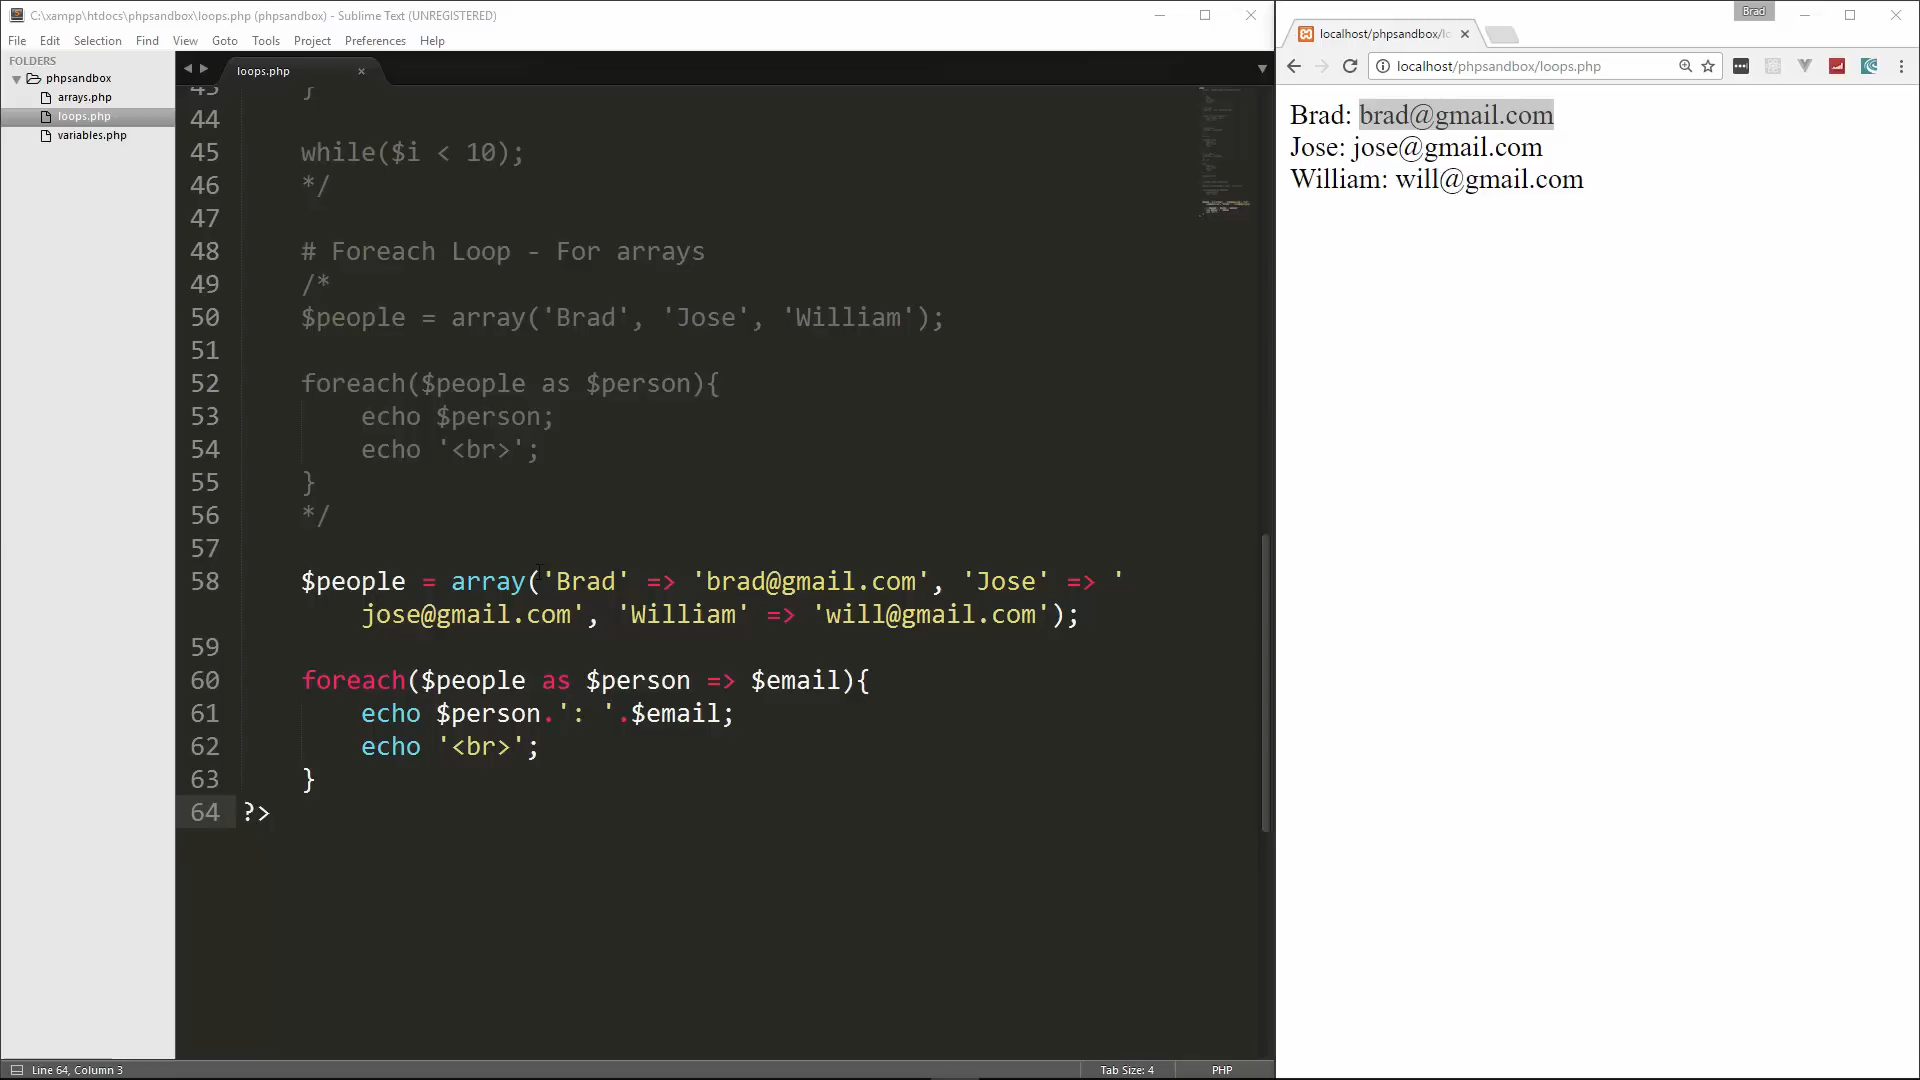 C:\xampp\htdocs\phpsandbox\loops.php (phpsandbox) - Sublime Text (UNREGISTERED)
File Edit Selection Find View Goto Tools Project Preferences Help
FOLDERS
phpsandbox
arrays.php
loops.php
variables.php
loops.php
43 }
44
45 while($i < 10);
46 */
47
48 # Foreach Loop - For arrays
49 /*
50 $people = array('Brad', 'Jose', 'William');
51
52 foreach($people as $person){
53 echo $person;
54 echo '<br>';
55 }
56 */
57
58 $people = array('Brad' => 'brad@gmail.com', 'Jose' => '
jose@gmail.com', 'William' => 'will@gmail.com');
59
60 foreach($people as $person => $email){
61 echo $person.': '.$email;
62 echo '<br>';
63 }
64 ?>
Line 64, Column 3
Tab Size: 4
PHP
Brad
localhost/phpsandbox/lo
localhost/phpsandbox/loops.php
Brad: brad@gmail.com
Jose: jose@gmail.com
William: will@gmail.com